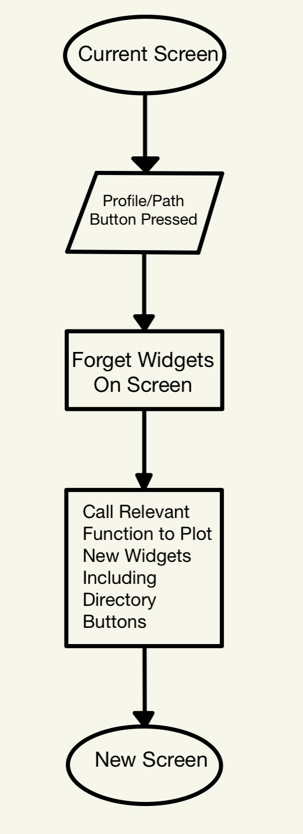 Current Screen
Profile/Path
Button Pressed
Forget Widgets
On Screen
Call Relevant
Function to Plot
New Widgets
Including
Directory
Buttons
New Screen